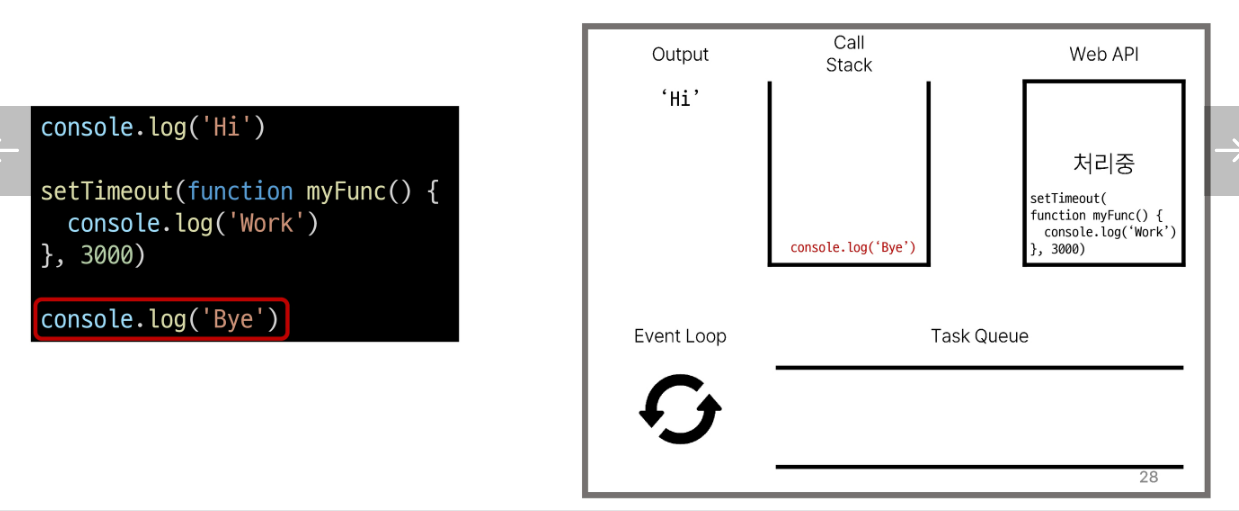 console.log('Hi')
setTimeout(function myFunc() {
  console.log('Work')
}, 3000)
console.log('Bye')
Output
Call
Stack
Web API
‘Hi’
console.log(‘Bye’)
처리중
setTimeout(
function myFunc() {
  console.log(‘Work’)
}, 3000)
Event Loop
Task Queue
28